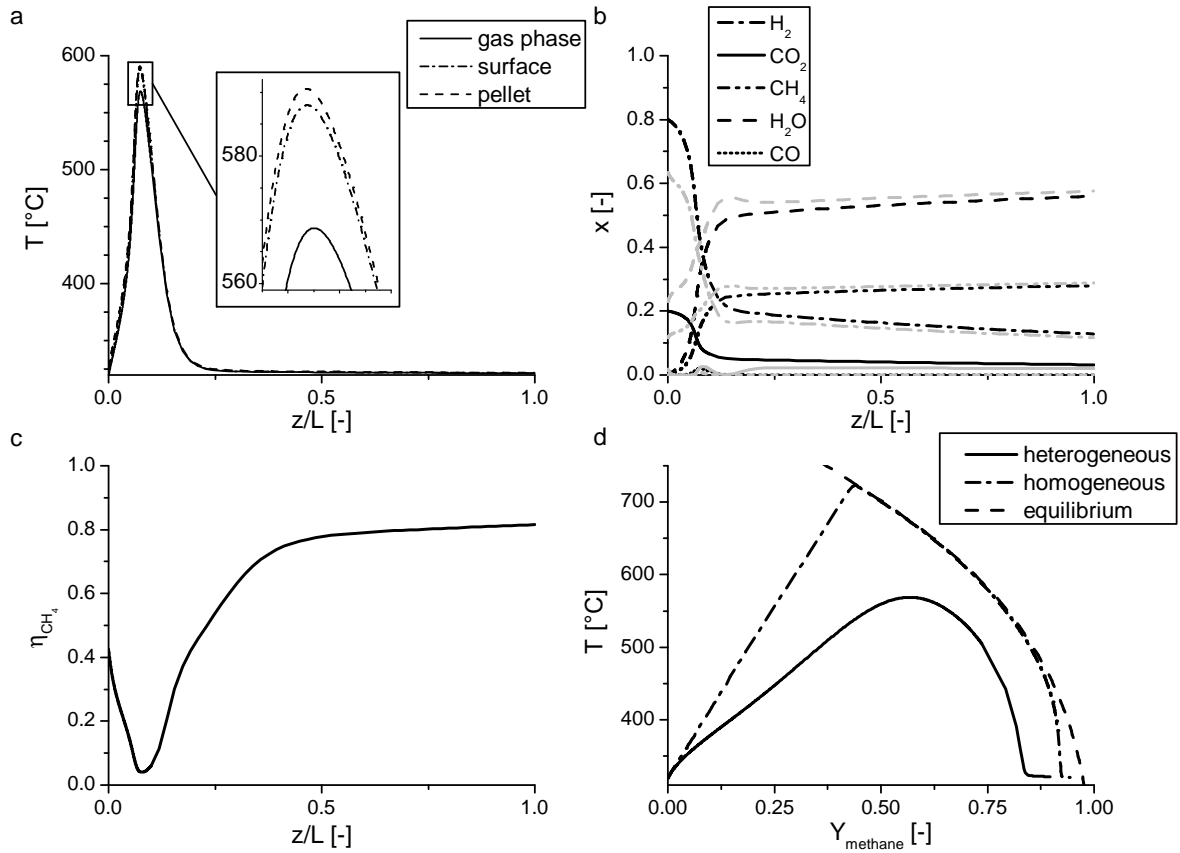 a
gas phase
surface
pellet
600
500
400
T [°C]
580
560
0.0
0.5
1.0
z/L [-]
b
H2
CO2
CH4
H2O
CO
1.0
0.8
0.6
0.4
0.2
0.0
x [-]
0.0
0.5
1.0
z/L [-]
c
1.0
0.8
0.6
0.4
0.2
0.0
ηCH4
0.0
0.5
1.0
z/L [-]
d
heterogeneous
homogeneous
equilibrium
700
600
500
400
T [°C]
0.00
0.25
0.50
0.75
1.00
Ymethane [-]